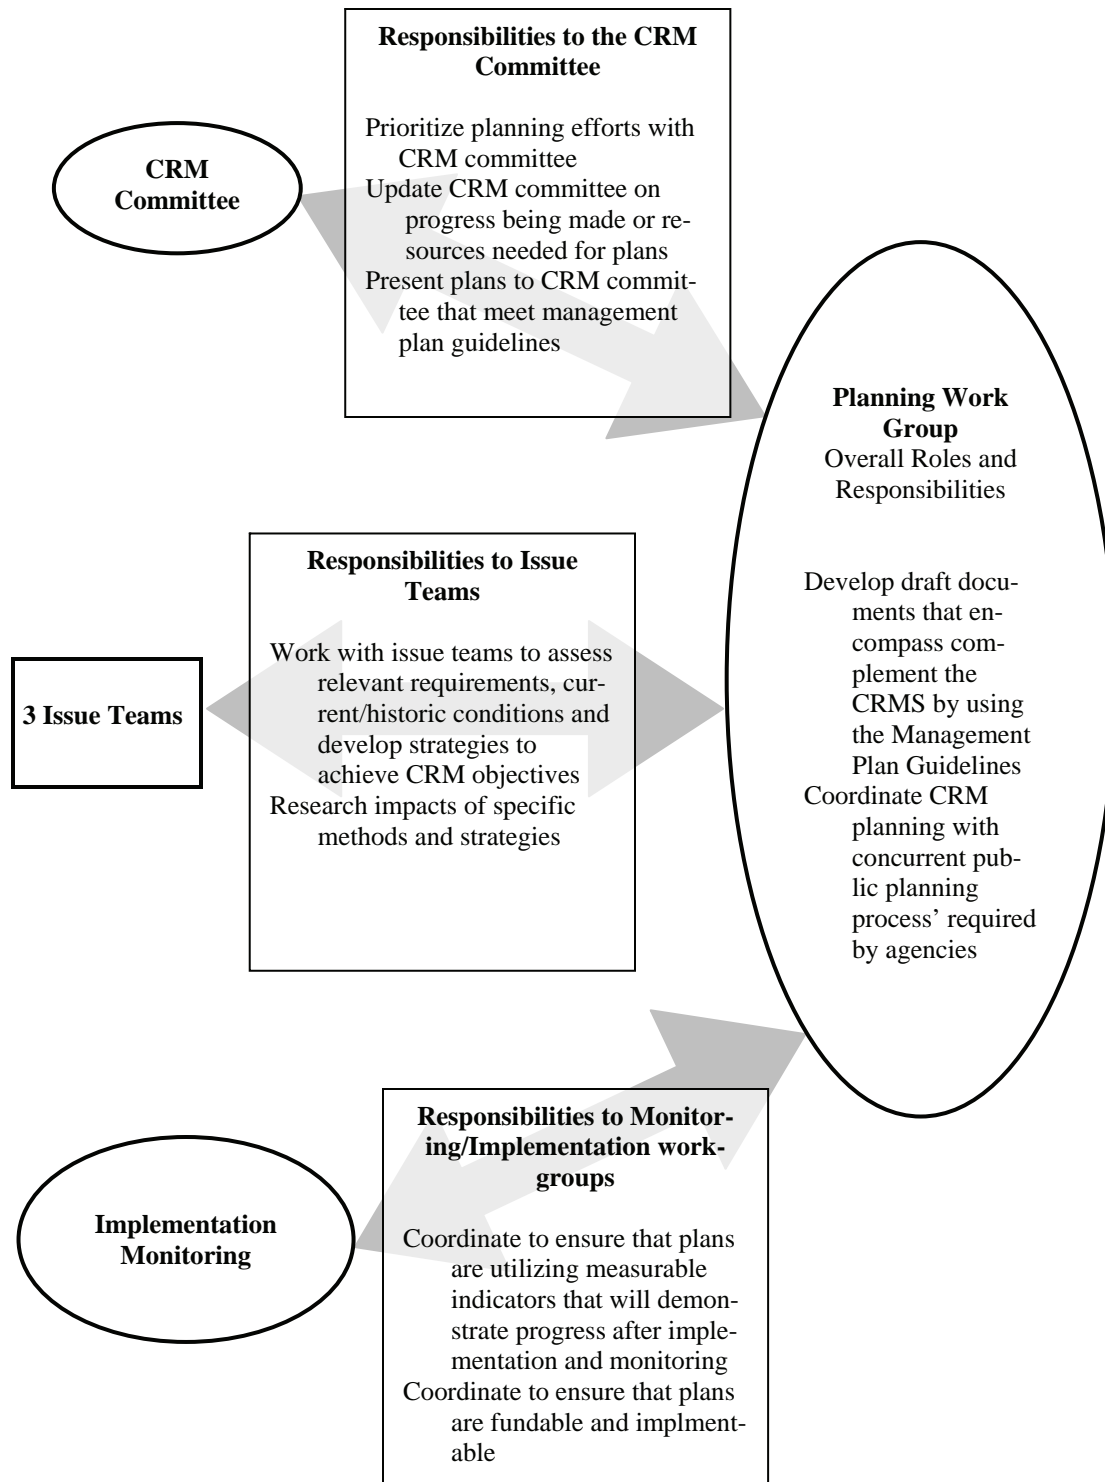 Responsibilities to the CRM
Committee
Prioritize planning efforts with
CRM committee
Update CRM committee on
progress being made or re-
sources needed for plans
Present plans to CRM commit-
tee that meet management
plan guidelines
CRM
Committee
Planning Work
Group
Overall Roles and
Responsibilities
Develop draft docu-
ments that en-
compass com-
plement the
CRMS by using
the Management
Plan Guidelines
Coordinate CRM
planning with
concurrent pub-
lic planning
process’ required
by agencies
Responsibilities to Issue
Teams
Work with issue teams to assess
relevant requirements, cur-
rent/historic conditions and
develop strategies to
achieve CRM objectives
Research impacts of specific
methods and strategies
3 Issue Teams
Responsibilities to Monitor-
ing/Implementation work-
groups
Coordinate to ensure that plans
are utilizing measurable
indicators that will demon-
strate progress after imple-
mentation and monitoring
Coordinate to ensure that plans
are fundable and implment-
able
Implementation
Monitoring